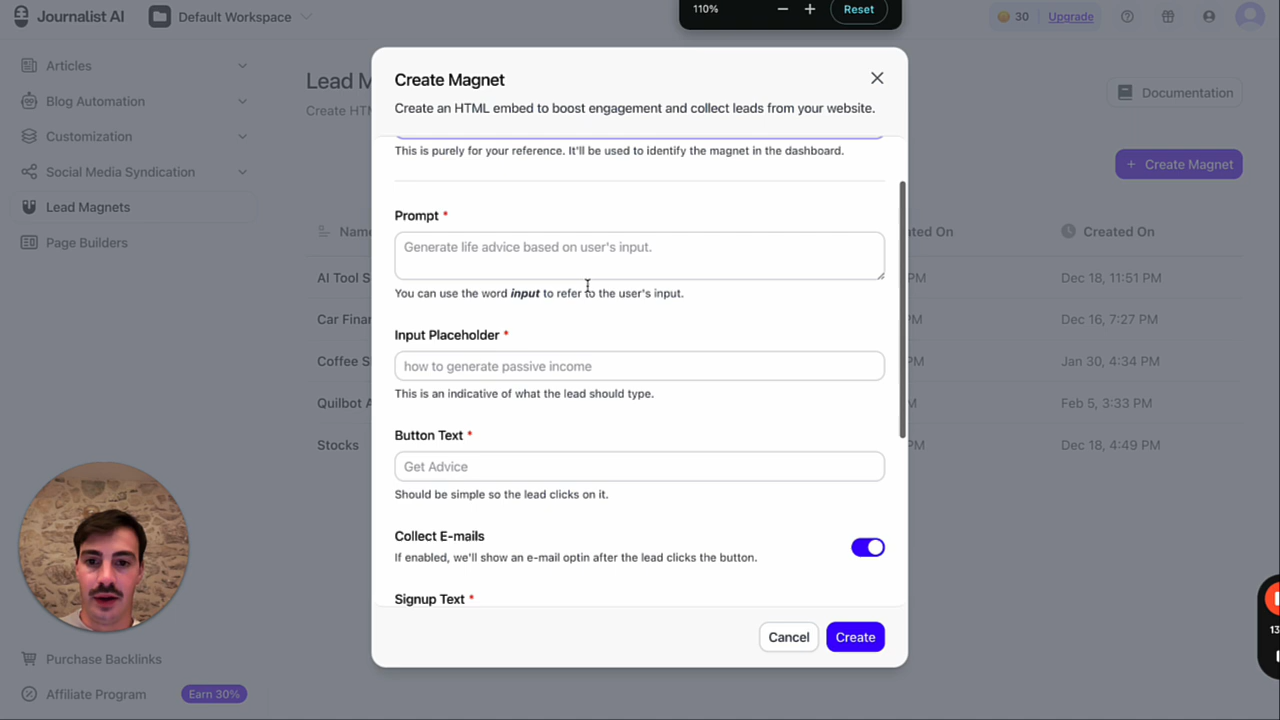 Journalist AI
Default Workspace
110%
Reset
30
Upgrade
Articles
Blog Automation
Customization
Social Media Syndication
Lead Magnets
Page Builders
Lead M
Documentation
Create Magnet
Name
Created On
AI Tool S
PM
Dec 18, 11:51 PM
Car Finan
PM
Dec 16, 7:27 PM
Coffee S
Jan 30, 4:34 PM
Quilbot A
Feb 5, 3:33 PM
Stocks
PM
Dec 18, 4:49 PM
Create Magnet
Create an HTML embed to boost engagement and collect leads from your website.
This is purely for your reference. It'll be used to identify the magnet in the dashboard.
Prompt *
Generate life advice based on user's input.
You can use the word input to refer to the user's input.
Input Placeholder *
how to generate passive income
This is an indicative of what the lead should type.
Button Text *
Get Advice
Should be simple so the lead clicks on it.
Collect E-mails
If enabled, we'll show an e-mail optin after the lead clicks the button.
Signup Text *
Cancel
Create
Purchase Backlinks
Affiliate Program
Earn 30%